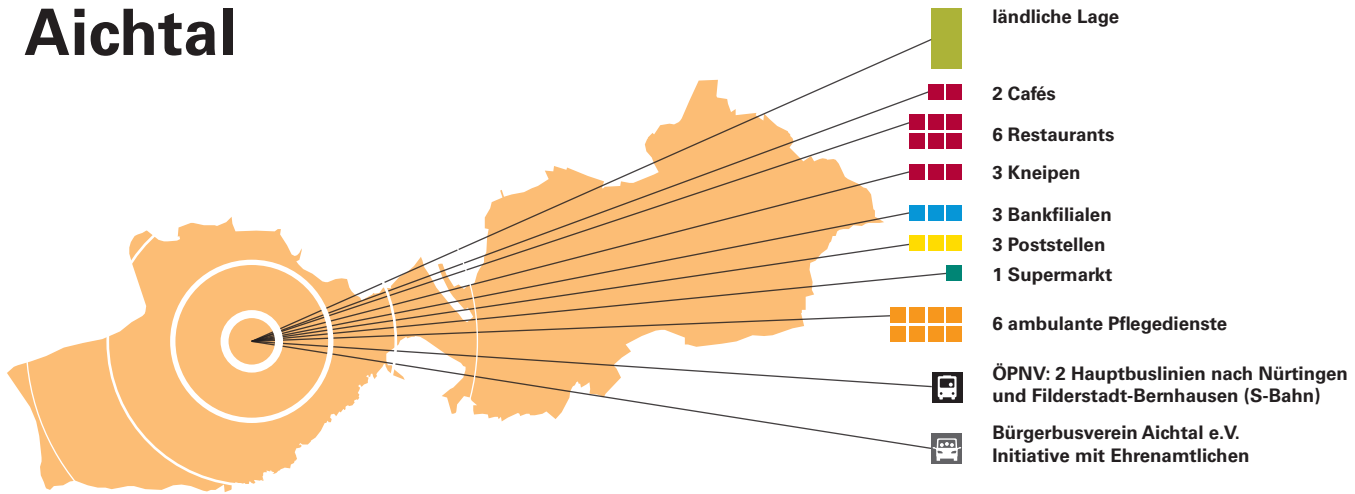 Aichtal
ländliche Lage
2 Cafés
6 Restaurants
3 Kneipen
3 Bankfilialen
3 Poststellen
1 Supermarkt
6 ambulante Pflegedienste
ÖPNV: 2 Hauptbuslinien nach Nürtingen
und Filderstadt-Bernhausen (S-Bahn)
Bürgerbusverein Aichtal e.V.
Initiative mit Ehrenamtlichen